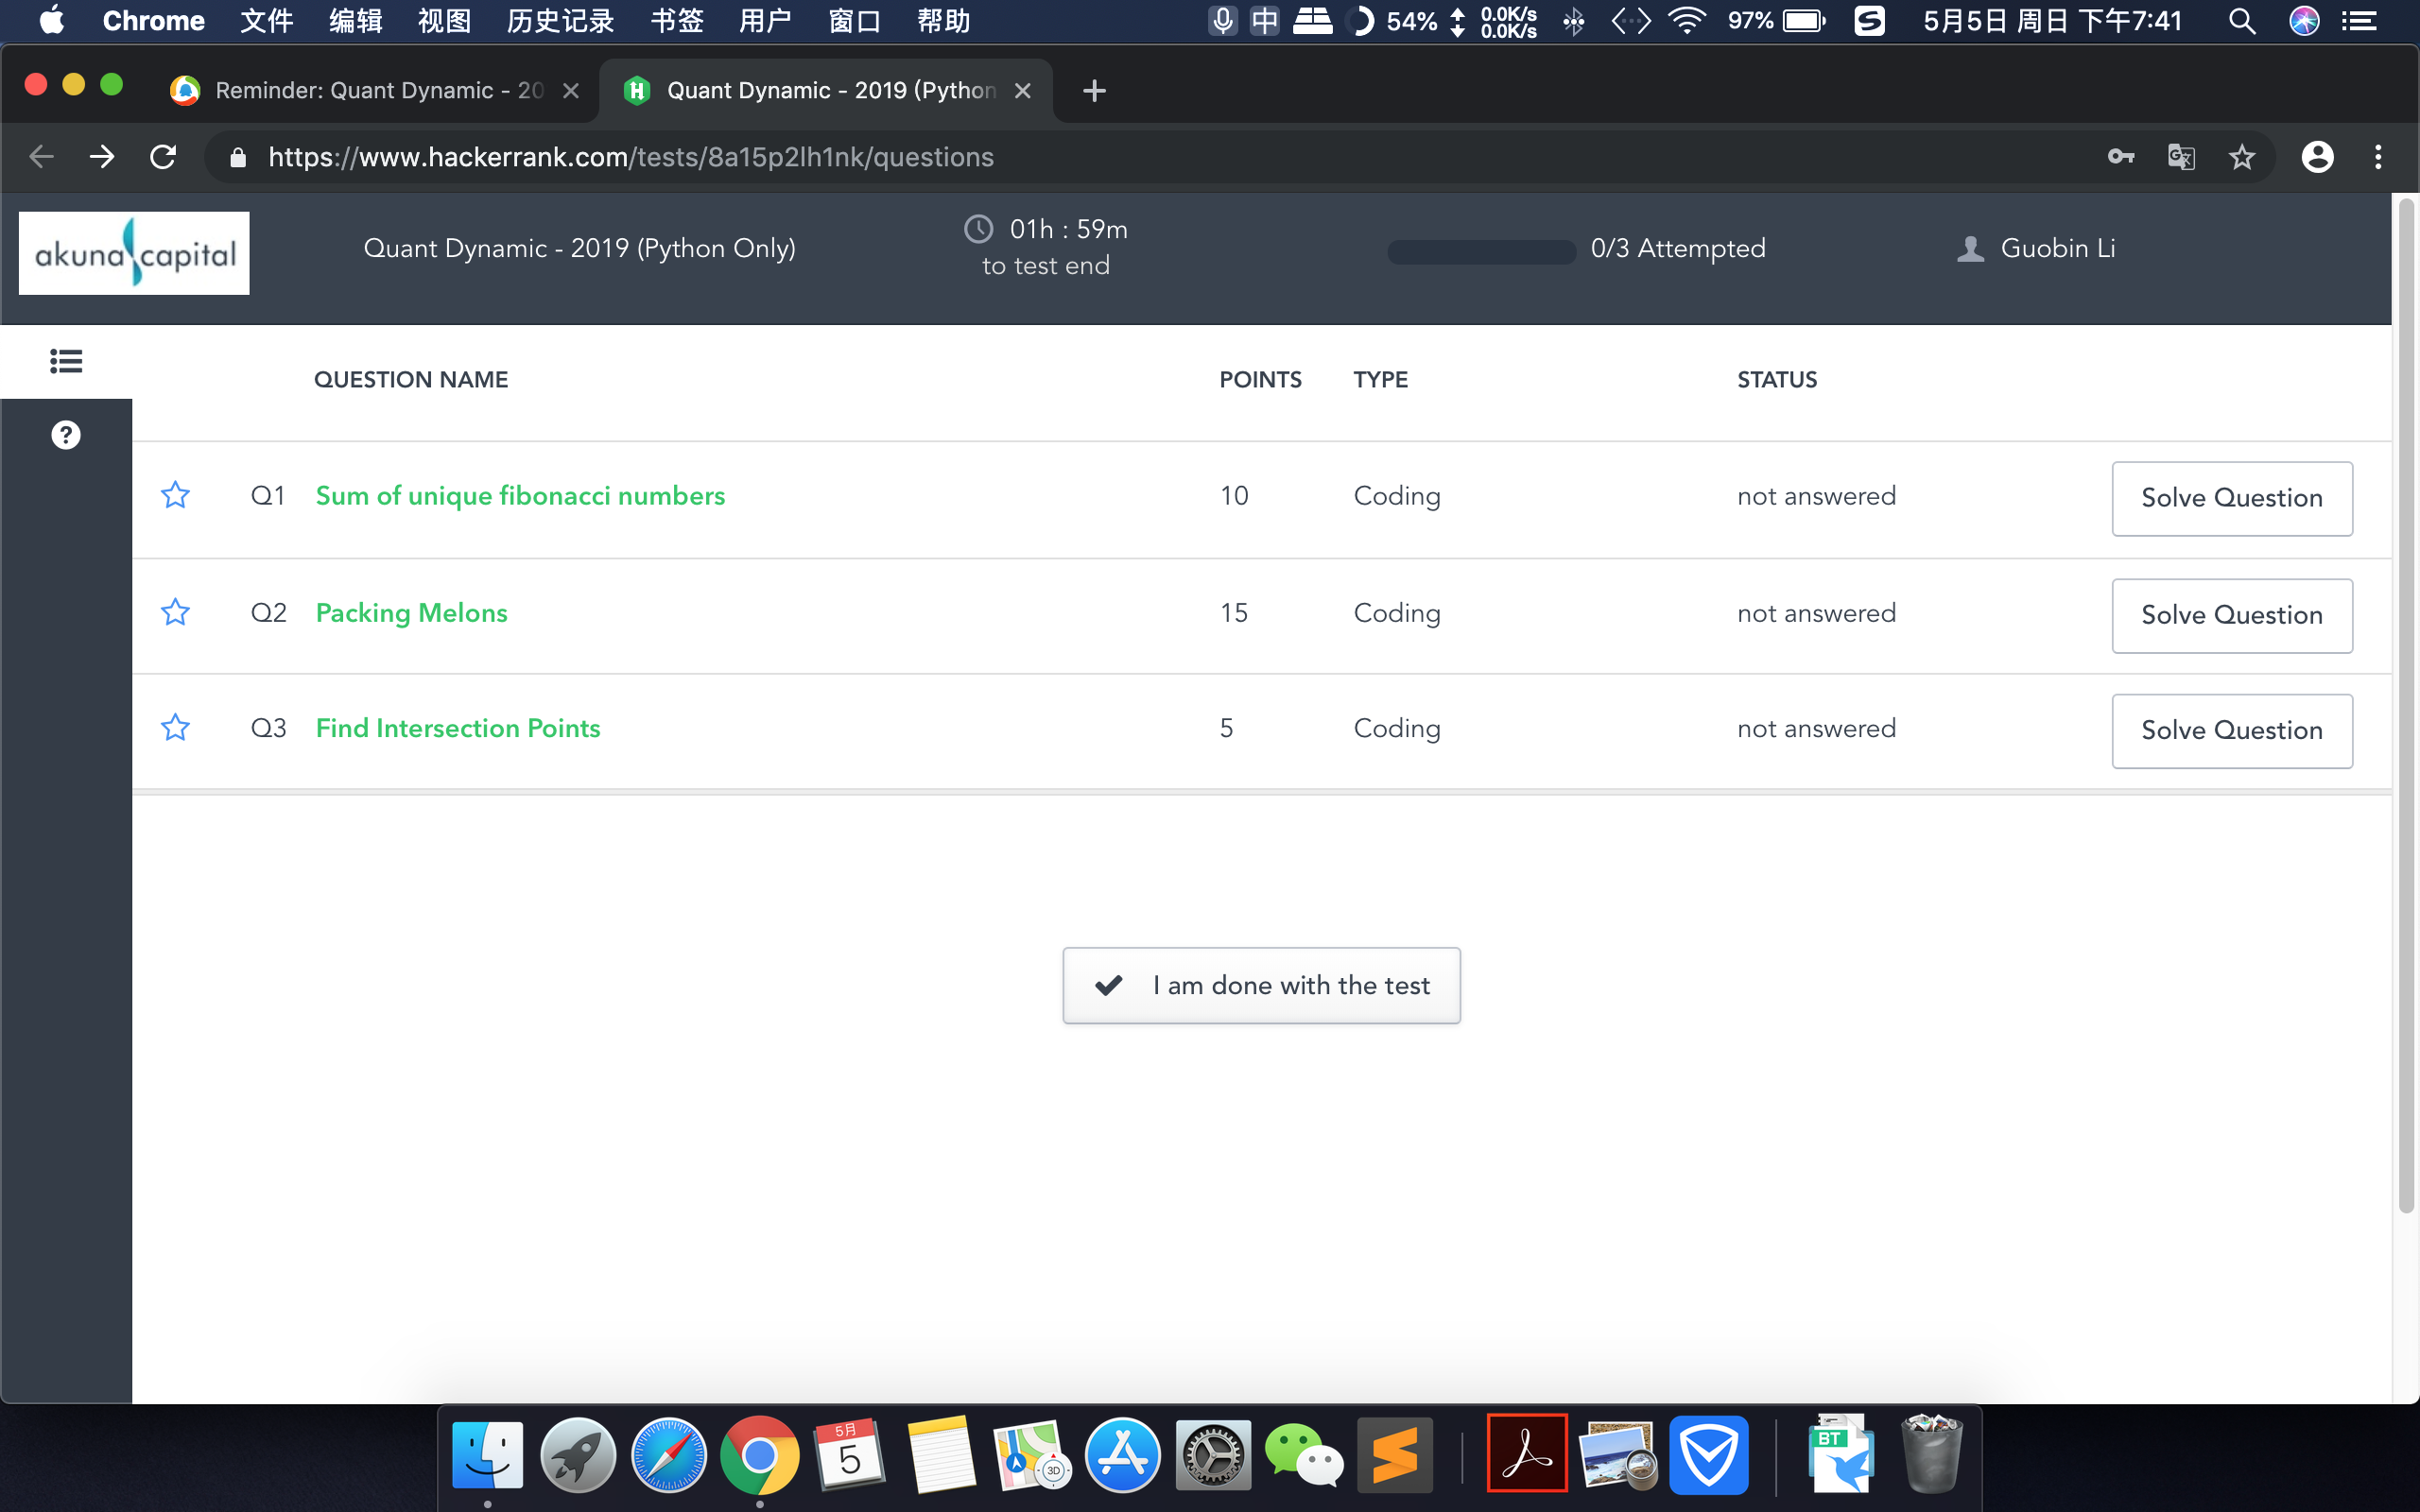 Chrome 文件 编辑 视图 历史记录 书签 用户 窗口 帮助 中 54% 0.0K/s 0.0K/s 97% 5月5日 周日 下午7:41
Reminder: Quant Dynamic - 20 Quant Dynamic - 2019 (Python
https://www.hackerrank.com/tests/8a15p2lh1nk/questions
akuna capital Quant Dynamic - 2019 (Python Only) 01h : 59m to test end 0/3 Attempted Guobin Li
QUESTION NAME POINTS TYPE STATUS
Q1 Sum of unique fibonacci numbers 10 Coding not answered Solve Question
Q2 Packing Melons 15 Coding not answered Solve Question
Q3 Find Intersection Points 5 Coding not answered Solve Question
I am done with the test
5月
5
3D
BT